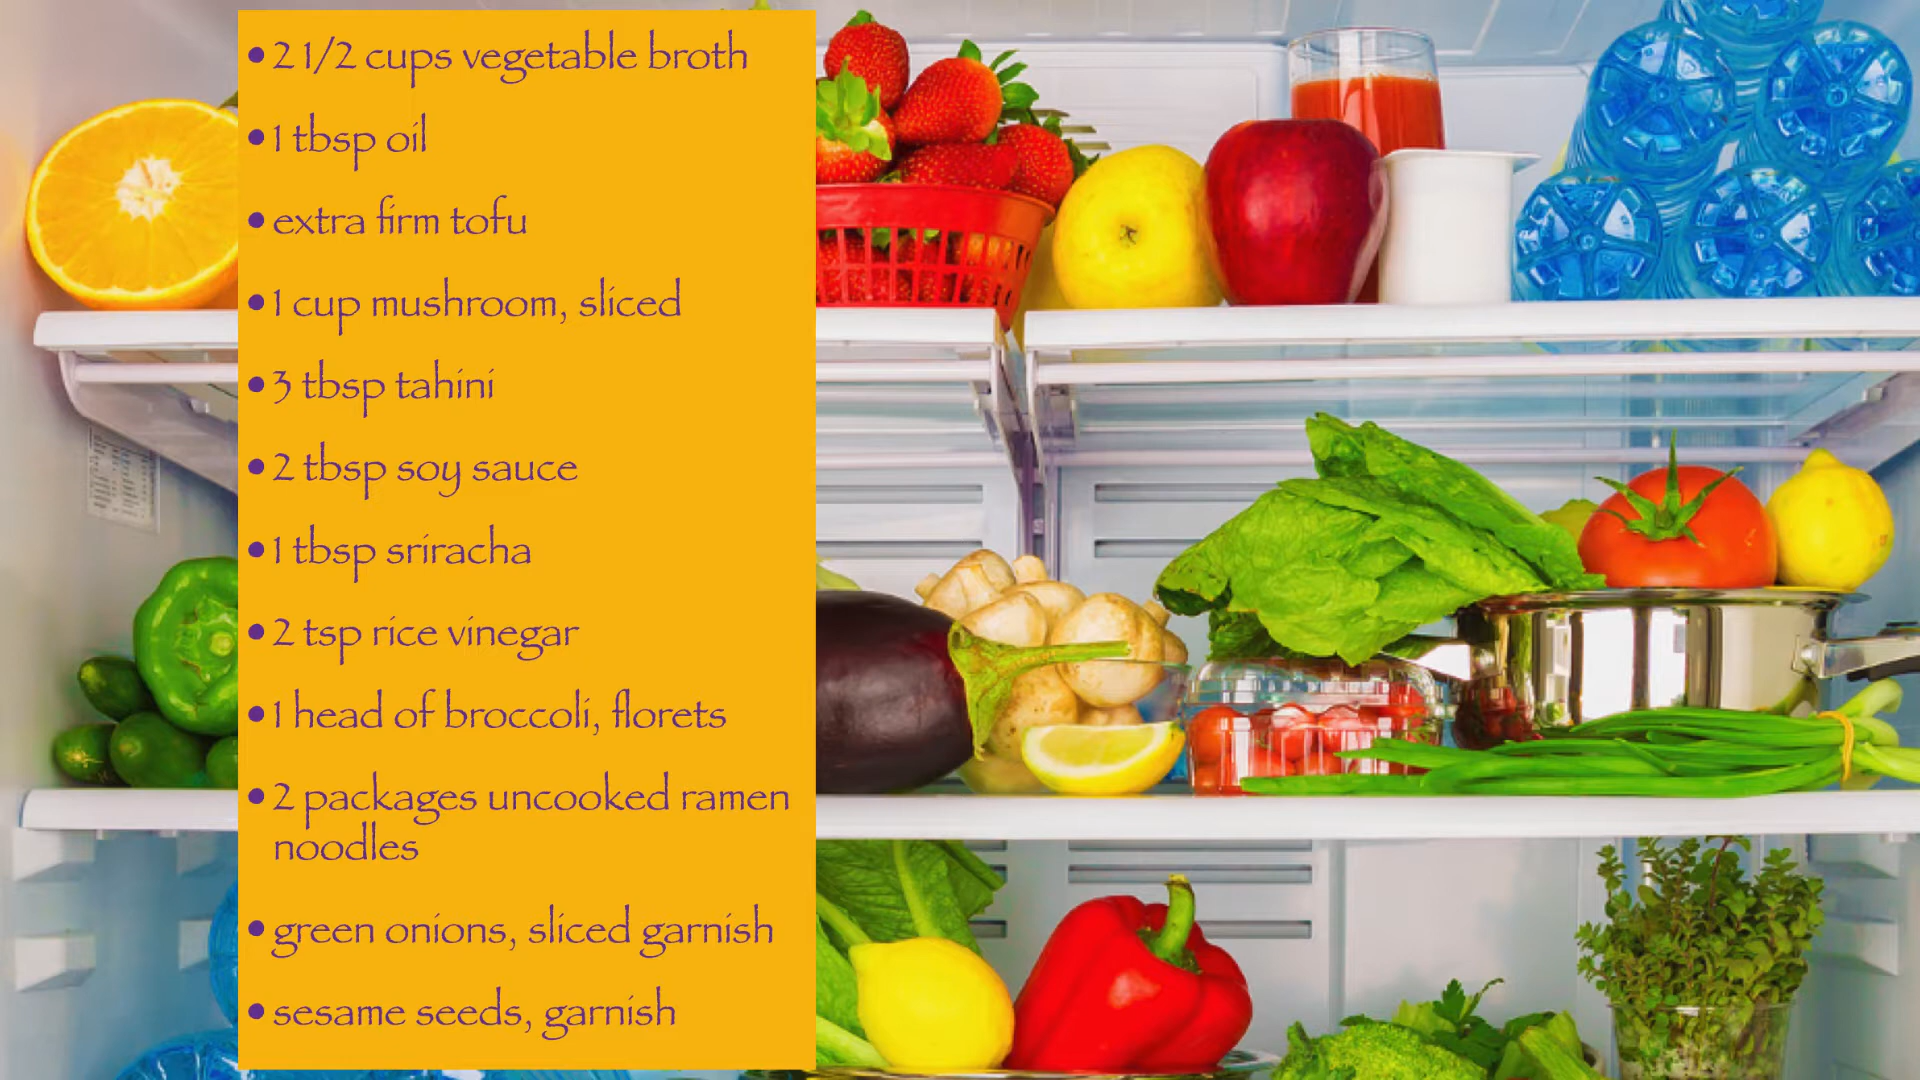 • 2 1/2 cups vegetable broth
• 1 tbsp oil
• extra firm tofu
• 1 cup mushroom, sliced
• 3 tbsp tahini
• 2 tbsp soy sauce
• 1 tbsp sriracha
• 2 tsp rice vinegar
• 1 head of broccoli, florets
• 2 packages uncooked ramen
noodles
• green onions, sliced garnish
• sesame seeds, garnish